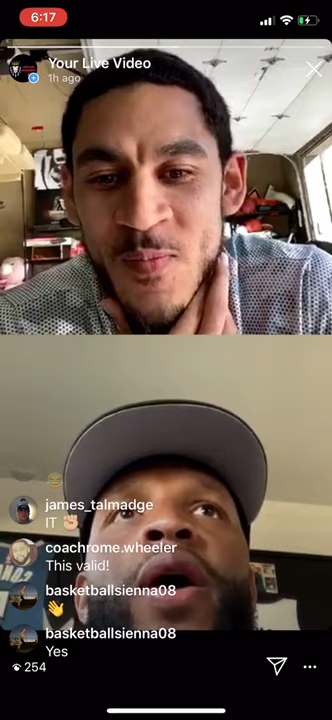 6:17
Your Live Video
1h ago
james_talmadge
IT ✊🏼
coachrome.wheeler
This valid!
basketballsienna08
👋
basketballsienna08
Yes
254